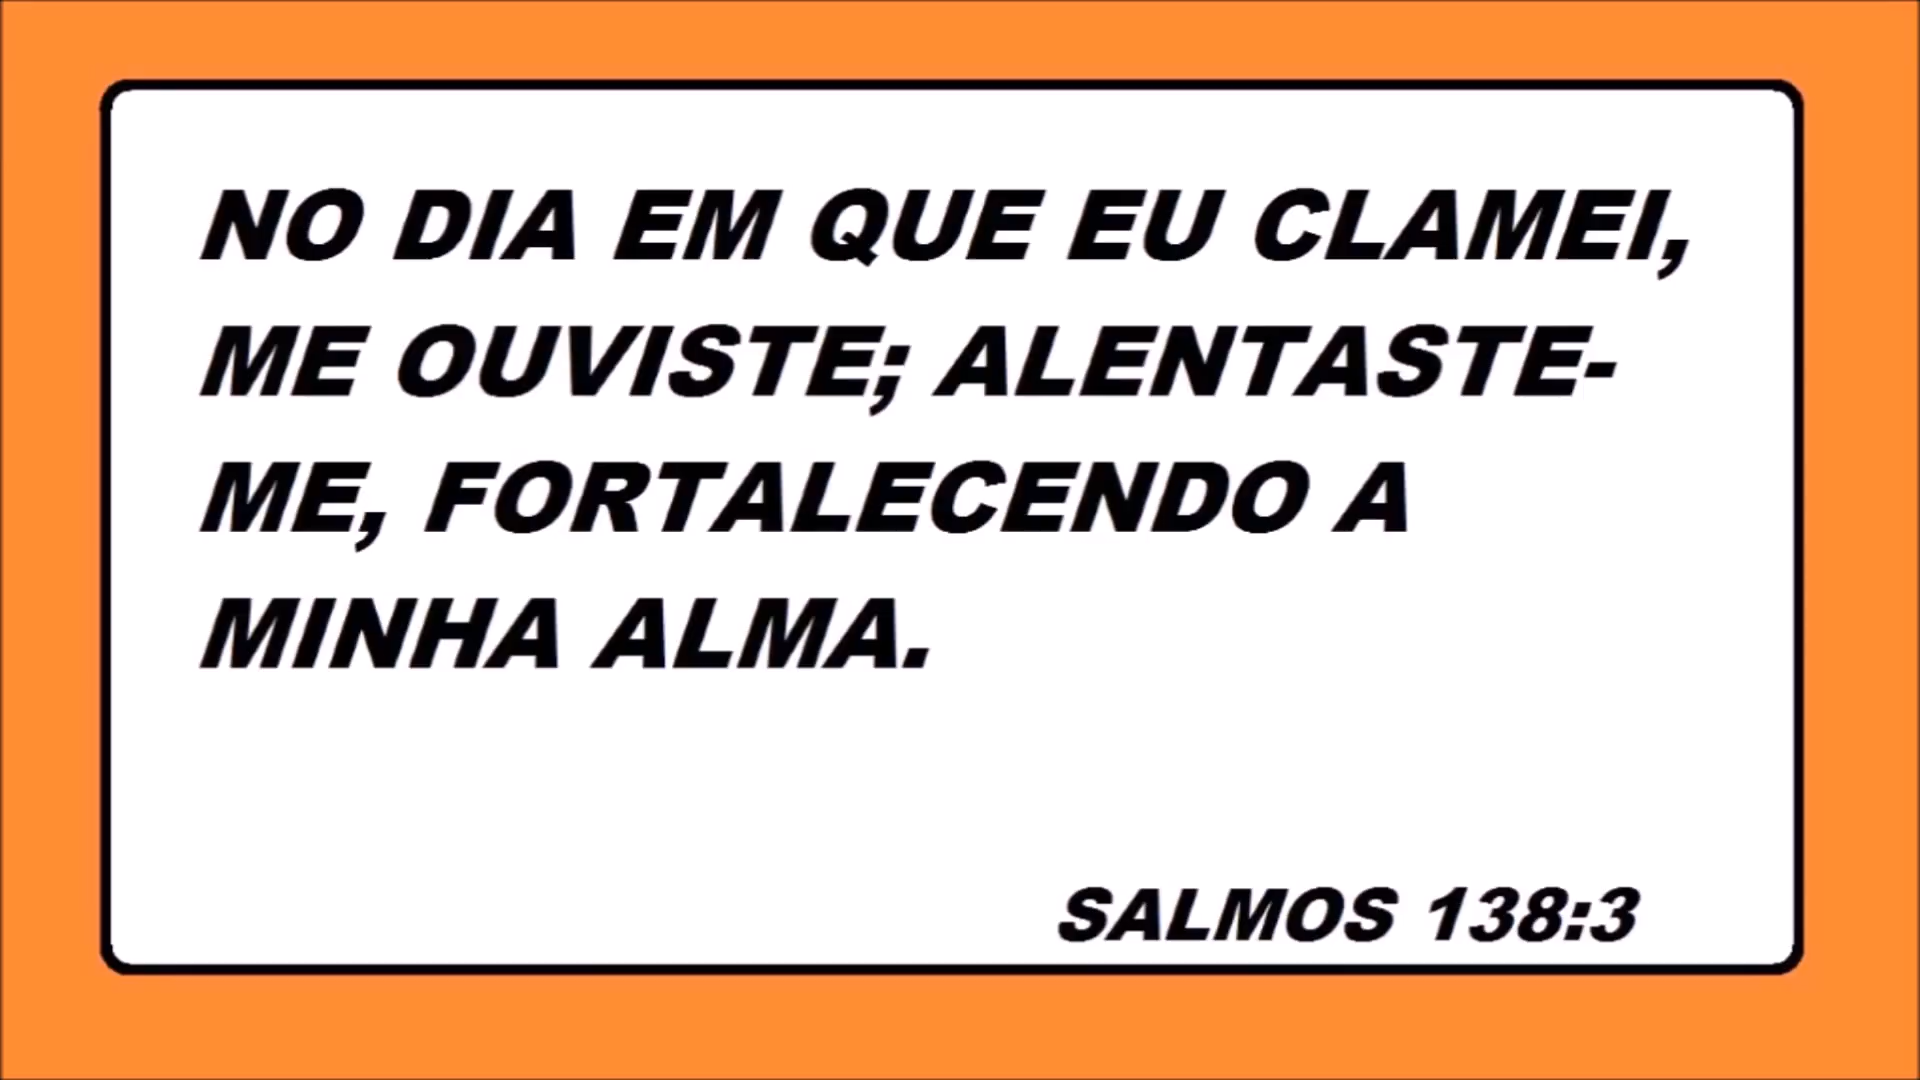 NO DIA EM QUE EU CLAMEI,
ME OUVISTE; ALENTASTE-
ME, FORTALECENDO A
MINHA ALMA.
SALMOS 138:3